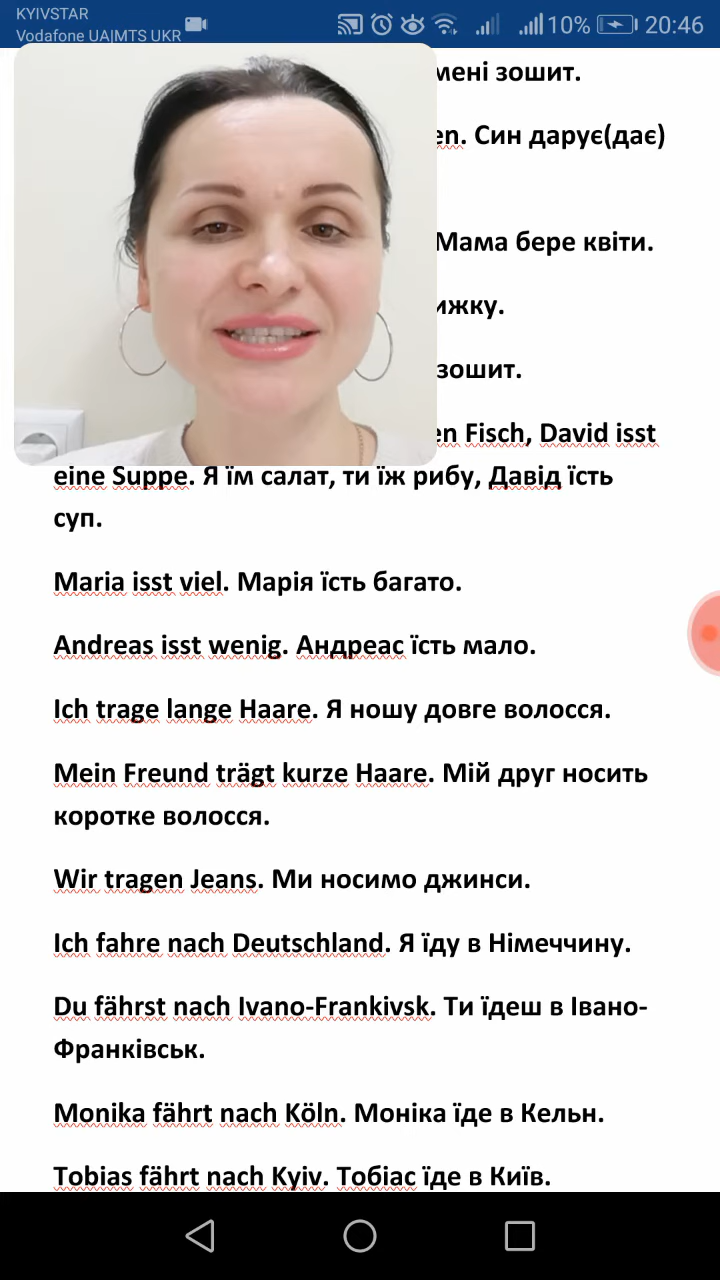 KYIVSTAR
Vodafone UA|MTS UKR 10% 20:46
мені зошит.
en. Син дарує(дає)
Мама бере квіти.
ижку.
зошит.
en Fisch, David isst
eine Suppe. Я їм салат, ти їж рибу, Давід їсть
суп.
Maria isst viel. Марія їсть багато.
Andreas isst wenig. Андреас їсть мало.
Ich trage lange Haare. Я ношу довге волосся.
Mein Freund trägt kurze Haare. Мій друг носить
коротке волосся.
Wir tragen Jeans. Ми носимо джинси.
Ich fahre nach Deutschland. Я їду в Німеччину.
Du fährst nach Ivano-Frankivsk. Ти їдеш в Івано-
Франківськ.
Monika fährt nach Köln. Моніка їде в Кельн.
Tobias fährt nach Kyiv. Тобіас їде в Київ.